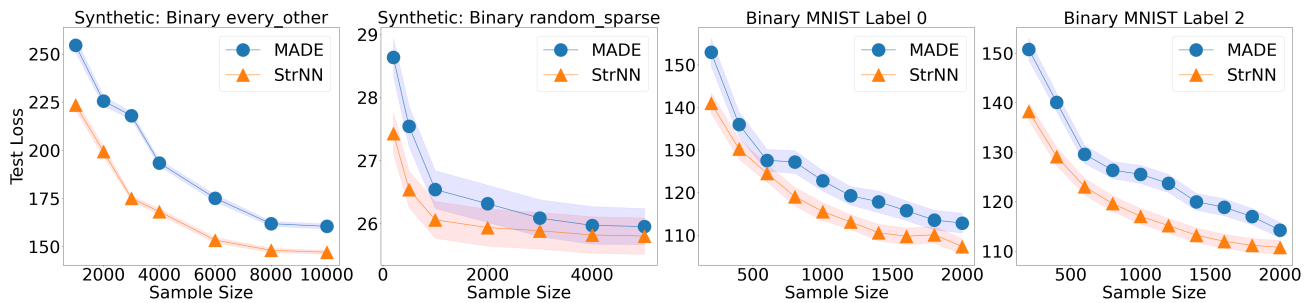 Synthetic: Binary every_other
250
225
200
175
150
Test Loss
2000 4000 6000 8000 10000
Sample Size
MADE
StrNN
Synthetic: Binary random_sparse
29
28
27
26
0 2000 4000
Sample Size
MADE
StrNN
Binary MNIST Label 0
150
140
130
120
110
500 1000 1500 2000
Sample Size
MADE
StrNN
Binary MNIST Label 2
150
140
130
120
110
500 1000 1500 2000
Sample Size
MADE
StrNN